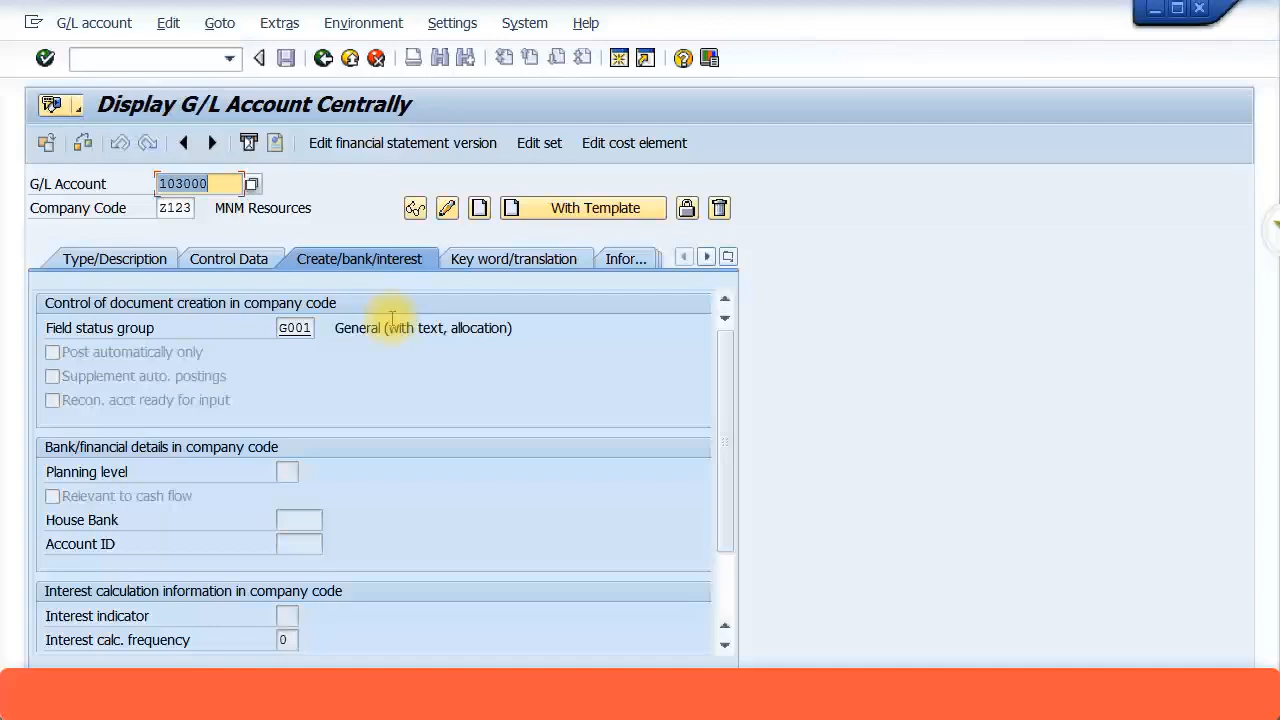 G/L account Edit Goto Extras Environment Settings System Help
Display G/L Account Centrally
Edit financial statement version Edit set Edit cost element
G/L Account 103000
Company Code Z123 MNM Resources With Template
Type/Description Control Data Create/bank/interest Key word/translation Infor...
Control of document creation in company code
Field status group G001 General (with text, allocation)
Post automatically only
Supplement auto. postings
Recon. acct ready for input
Bank/financial details in company code
Planning level
Relevant to cash flow
House Bank
Account ID
Interest calculation information in company code
Interest indicator
Interest calc. frequency 0